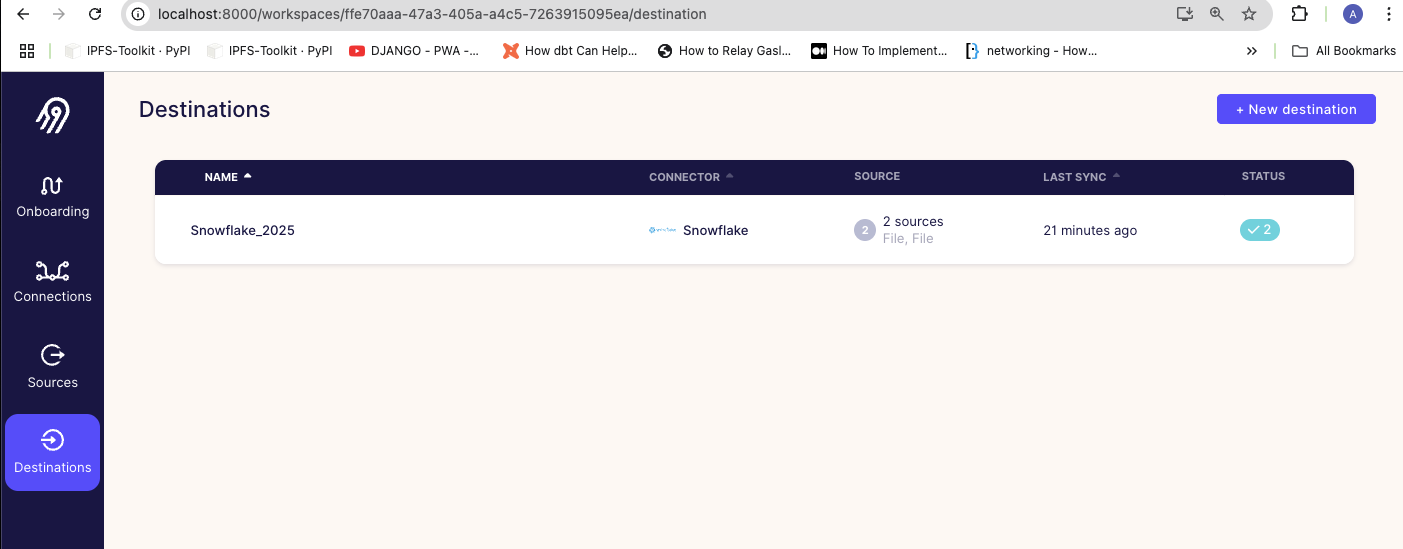 localhost:8000/workspaces/ffe70aaa-47a3-405a-a4c5-7263915095ea/destination
A
IPFS-Toolkit · PyPI
IPFS-Toolkit · PyPI
DJANGO - PWA -...
How dbt Can Help...
How to Relay Gasl...
How To Implement...
networking - How...
All Bookmarks
Destinations
+ New destination
Onboarding
Connections
Sources
Destinations
NAME CONNECTOR SOURCE LAST SYNC STATUS
Snowflake_2025 Snowflake 2 2 sources 21 minutes ago 2
File, File